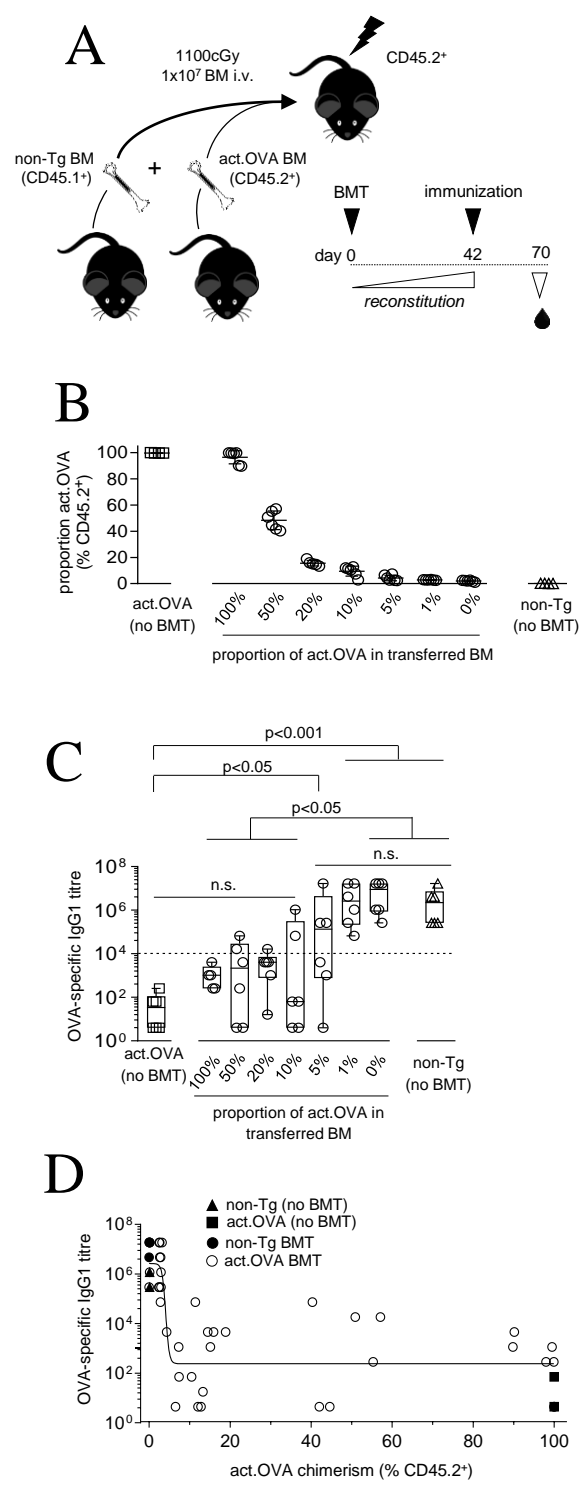 A
1100cGy
1x10⁷ BM i.v.
CD45.2⁺
non-Tg BM
(CD45.1⁺)
+
act.OVA BM
(CD45.2⁺)
BMT
immunization
day 0
42
70
reconstitution
B
proportion act.OVA
(% CD45.2⁺)
100
80
60
40
20
0
act.OVA
(no BMT)
100%
50%
20%
10%
5%
1%
0%
non-Tg
(no BMT)
proportion of act.OVA in transferred BM
C
p<0.001
p<0.05
p<0.05
n.s.
n.s.
OVA-specific IgG1 titre
10⁸
10⁶
10⁴
10²
10⁰
act.OVA
(no BMT)
100%
50%
20%
10%
5%
1%
0%
non-Tg
(no BMT)
proportion of act.OVA in
transferred BM
D
non-Tg (no BMT)
act.OVA (no BMT)
non-Tg BMT
act.OVA BMT
OVA-specific IgG1 titre
10⁸
10⁶
10⁴
10²
10⁰
0
20
40
60
80
100
act.OVA chimerism (% CD45.2⁺)